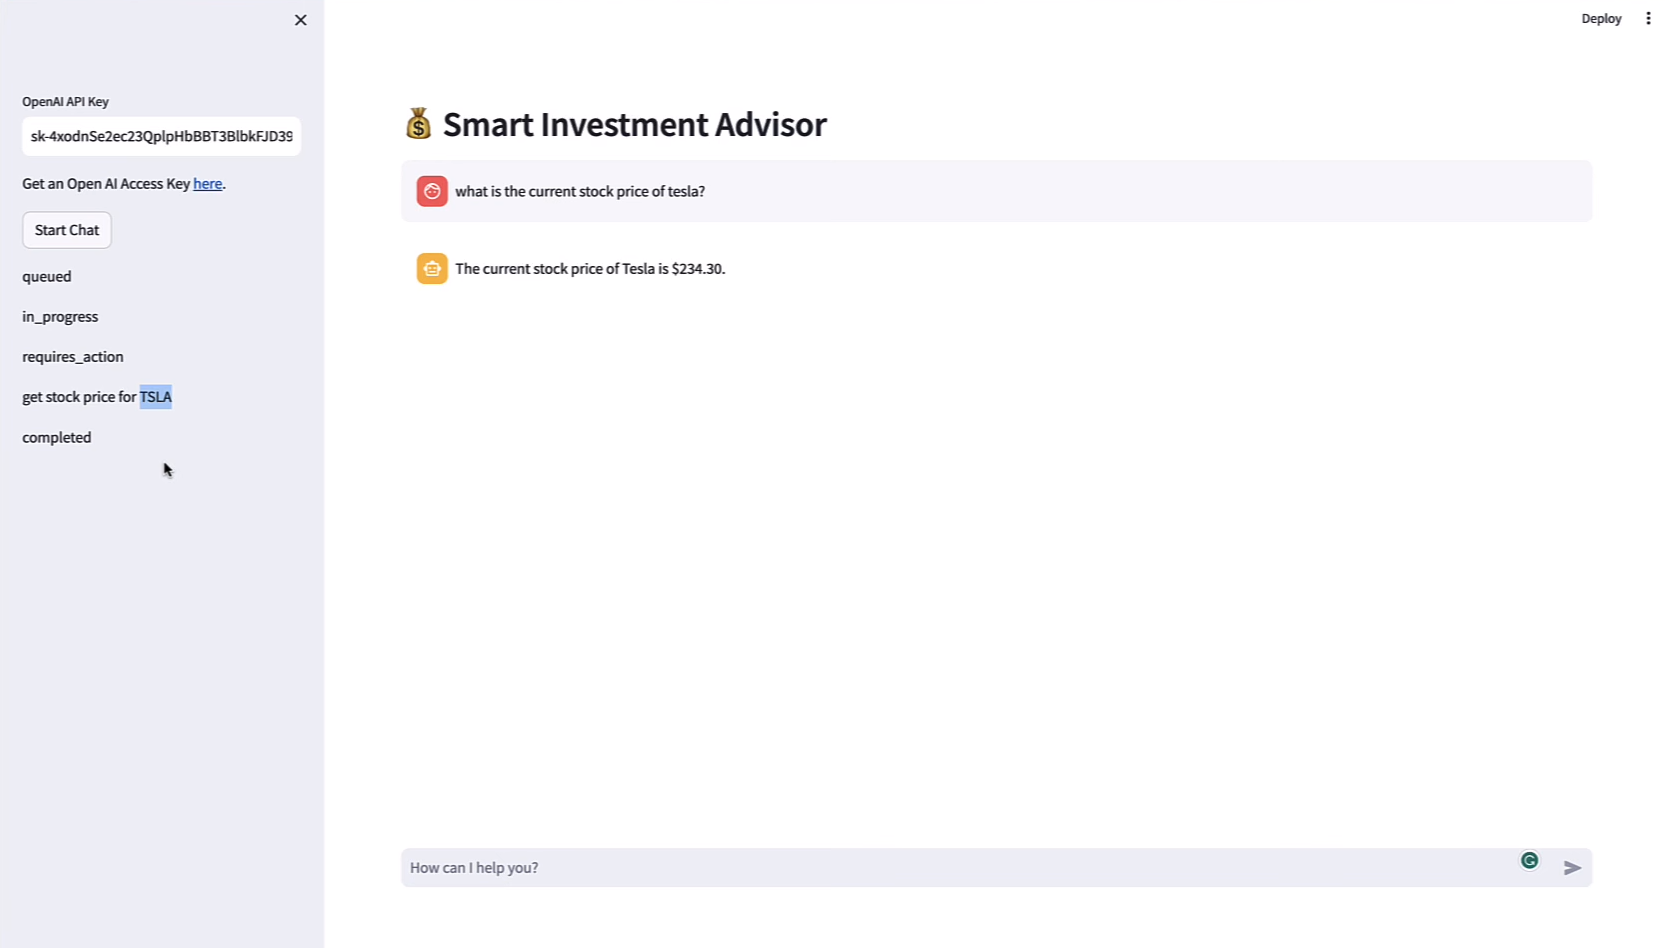 Deploy
OpenAI API Key
sk-4xodnSe2ec23QplpHbBBT3BlbkFJD39
Get an Open AI Access Key here.
Start Chat
queued
in_progress
requires_action
get stock price for TSLA
completed
Smart Investment Advisor
what is the current stock price of tesla?
The current stock price of Tesla is $234.30.
How can I help you?